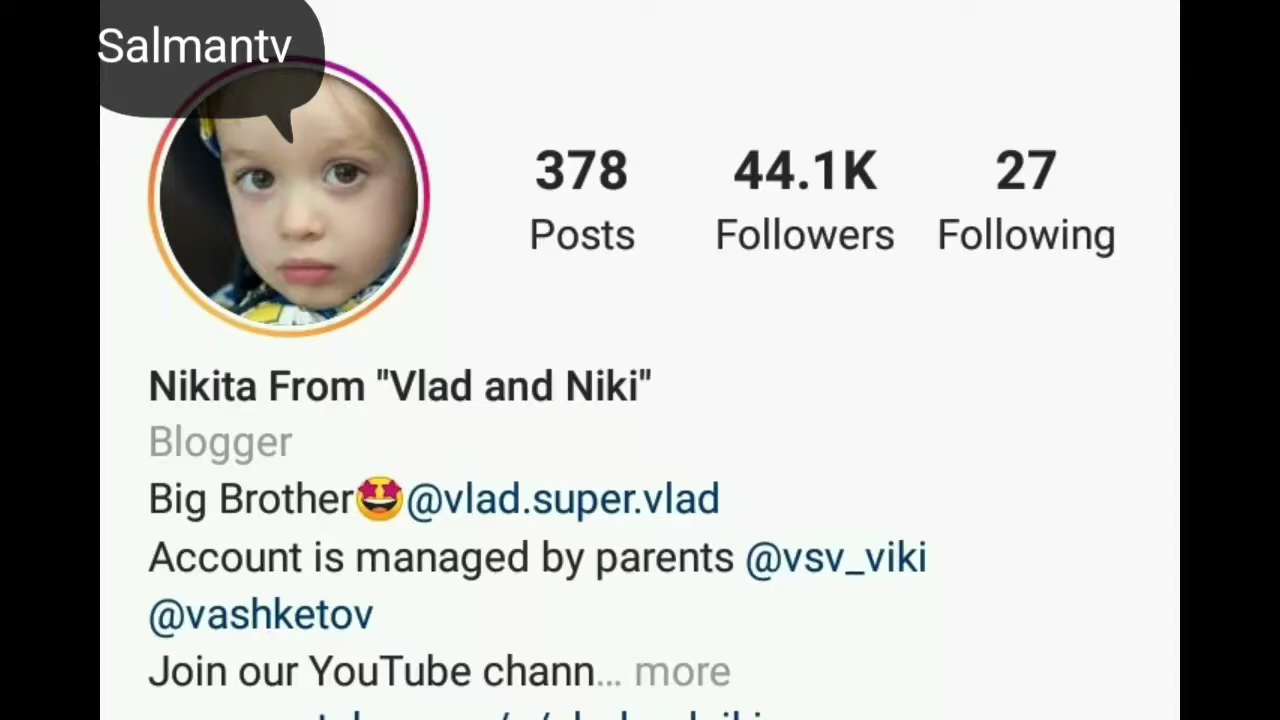 Salmantv
378 44.1K 27
Posts Followers Following
Nikita From "Vlad and Niki"
Blogger
Big Brother🤩@vlad.super.vlad
Account is managed by parents @vsv_viki
@vashketov
Join our YouTube chann... more